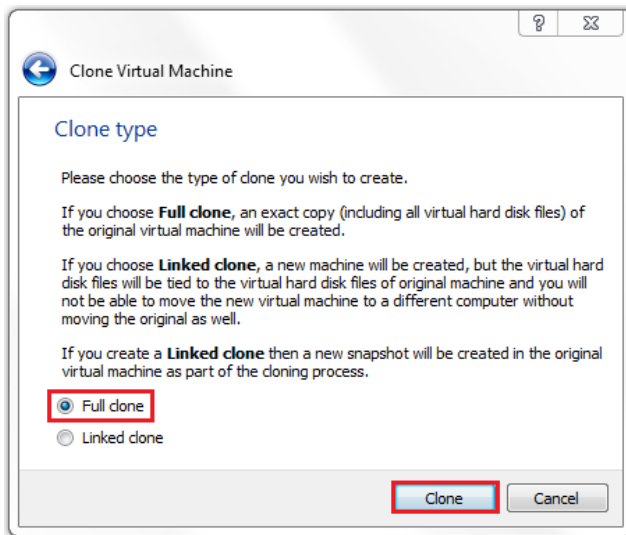 Clone Virtual Machine
Clone type
Please choose the type of clone you wish to create.
If you choose Full clone, an exact copy (including all virtual hard disk files) of
the original virtual machine will be created.
If you choose Linked clone, a new machine will be created, but the virtual hard
disk files will be tied to the virtual hard disk files of original machine and you will
not be able to move the new virtual machine to a different computer without
moving the original as well.
If you create a Linked clone then a new snapshot will be created in the original
virtual machine as part of the cloning process.
Full clone
Linked clone
Clone Cancel